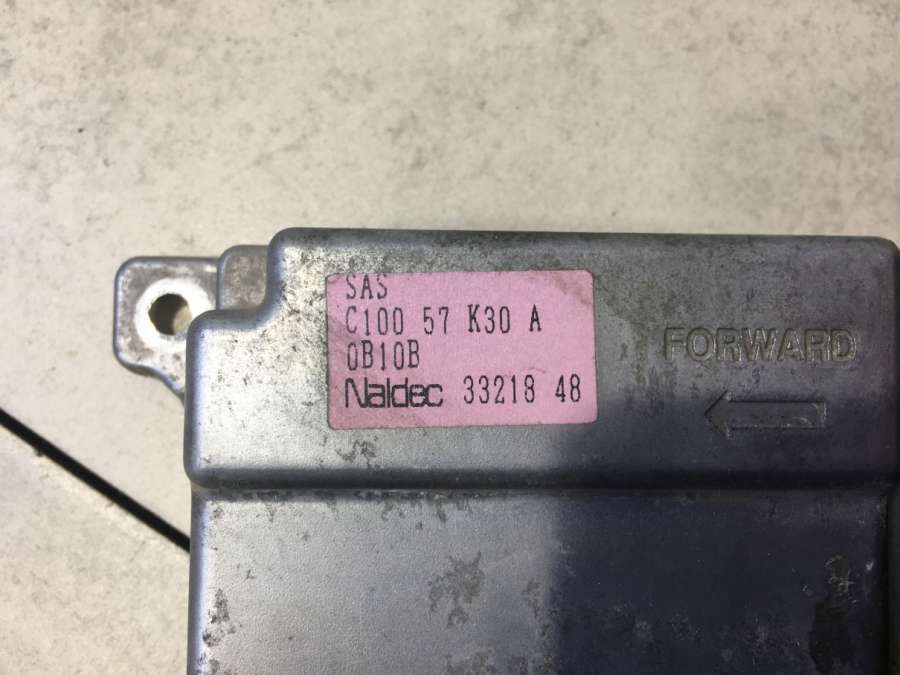 SAS
C100 57 K30 A
0B10B
Naldec 33218 48
FORWARD